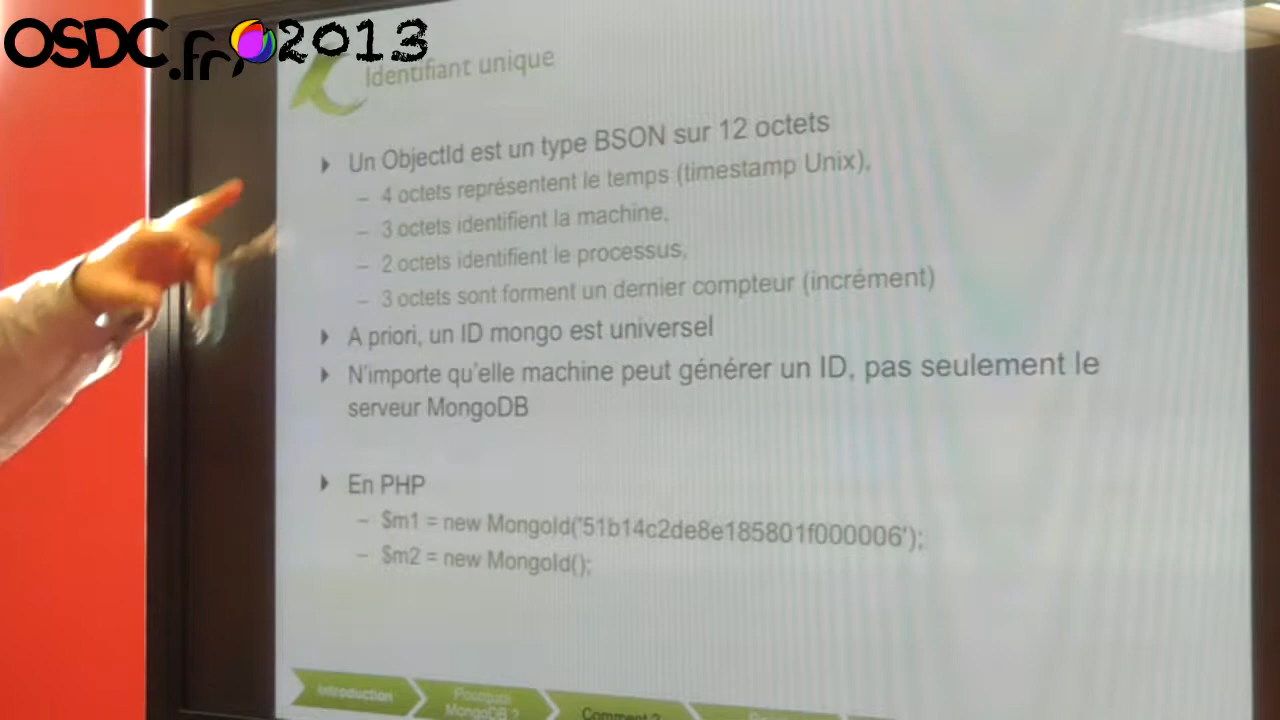 OSDC.fr 2013
Identifiant unique
Un ObjectId est un type BSON sur 12 octets
– 4 octets représentent le temps (timestamp Unix),
– 3 octets identifient la machine,
– 2 octets identifient le processus,
– 3 octets sont forment un dernier compteur (incrément)
A priori, un ID mongo est universel
N'importe qu'elle machine peut générer un ID, pas seulement le
serveur MongoDB
En PHP
– $m1 = new MongoId('51b14c2de8e185801f000006');
– $m2 = new MongoId();
Introduction
Pourquoi
MongoDB ?
Comment ?